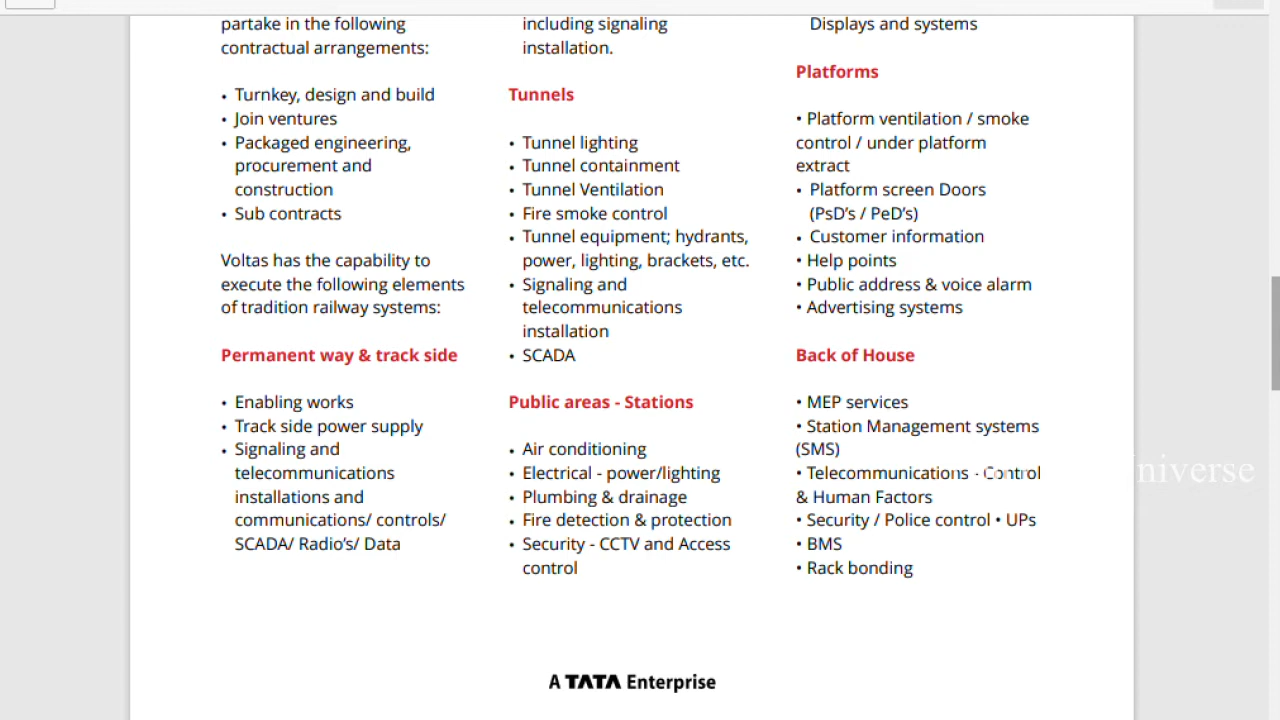 partake in the following
contractual arrangements:
• Turnkey, design and build
• Join ventures
• Packaged engineering,
procurement and
construction
• Sub contracts
Voltas has the capability to
execute the following elements
of tradition railway systems:
Permanent way & track side
• Enabling works
• Track side power supply
• Signaling and
telecommunications
installations and
communications/ controls/
SCADA/ Radio's/ Data
including signaling
installation.
Tunnels
• Tunnel lighting
• Tunnel containment
• Tunnel Ventilation
• Fire smoke control
• Tunnel equipment; hydrants,
power, lighting, brackets, etc.
• Signaling and
telecommunications
installation
• SCADA
Public areas - Stations
• Air conditioning
• Electrical - power/lighting
• Plumbing & drainage
• Fire detection & protection
• Security - CCTV and Access
control
Displays and systems
Platforms
• Platform ventilation / smoke
control / under platform
extract
• Platform screen Doors
(PsD's / PeD's)
• Customer information
• Help points
• Public address & voice alarm
• Advertising systems
Back of House
• MEP services
• Station Management systems
(SMS)
• Telecommunications - Control
& Human Factors
• Security / Police control • UPs
• BMS
• Rack bonding
A TATA Enterprise